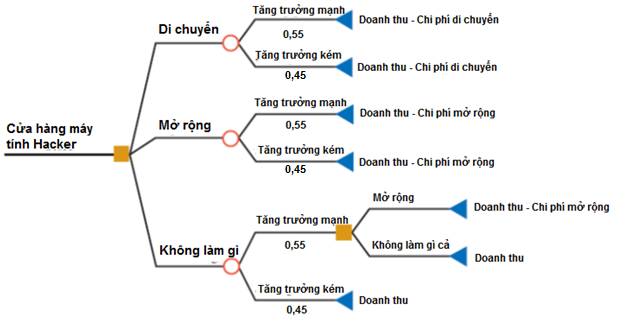 Tăng trưởng mạnh
Doanh thu - Chi phí di chuyển
Di chuyển
0,55
Tăng trưởng kém
Doanh thu - Chi phí di chuyển
0,45
Tăng trưởng mạnh
Doanh thu - Chi phí mở rộng
Cửa hàng máy
tính Hacker
Mở rộng
0,55
Tăng trưởng kém
Doanh thu - Chi phí mở rộng
0,45
Mở rộng
Doanh thu - Chi phí mở rộng
Tăng trưởng mạnh
Không làm gì
0,55
Không làm gì cả
Doanh thu
Tăng trưởng kém
Doanh thu
0,45